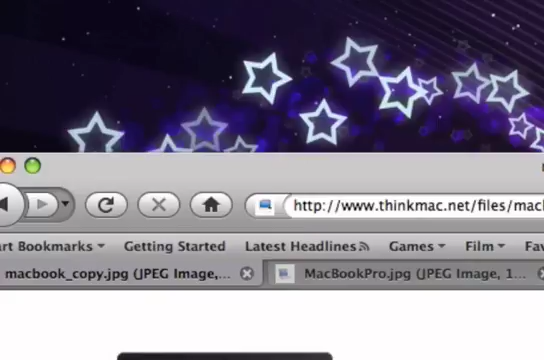 http://www.thinkmac.net/files/mac
art Bookmarks Getting Started Latest Headlines Games Film Fav
macbook_copy.jpg (JPEG Image,... MacBookPro.jpg (JPEG Image, 1...